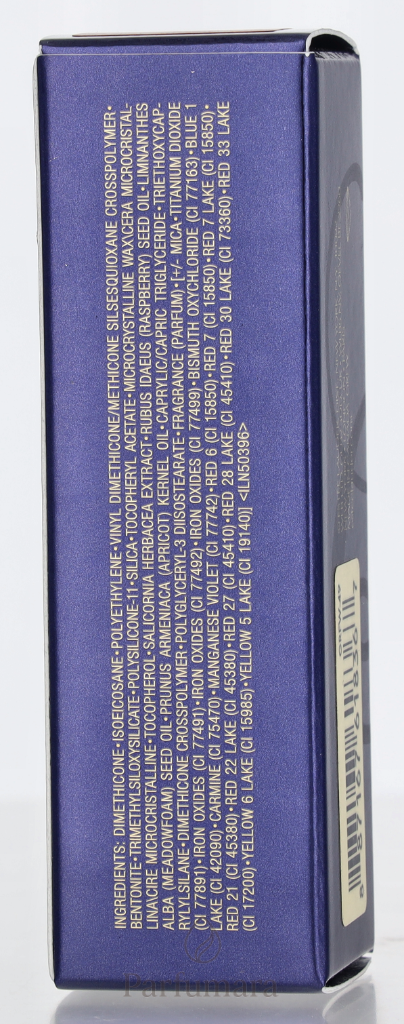 INGREDIENTS: DIMETHICONE•ISOEICOSANE•POLYETHYLENE•VINYL DIMETHICONE/METHICONE SILSESQUIOXANE CROSSPOLYMER•
BENTONITE•TRIMETHYLSILOXYSILICATE•POLYSILICONE-11•SILICA•TOCOPHERYL ACETATE•MICROCRYSTALLINE WAX\CERA MICROCRISTAL-
LINA\CIRE MICROCRISTALLINE•TOCOPHEROL•SALICORNIA HERBACEA EXTRACT•RUBUS IDAEUS (RASPBERRY) SEED OIL•LIMNANTHES
ALBA (MEADOWFOAM) SEED OIL•PRUNUS ARMENIACA (APRICOT) KERNEL OIL•CAPRYLIC/CAPRIC TRIGLYCERIDE•TRIETHOXYCAP-
RYLYLSILANE•DIMETHICONE CROSSPOLYMER•POLYGLYCERYL-3 DIISOSTEARATE•FRAGRANCE (PARFUM)•[+/- MICA•TITANIUM DIOXIDE
(CI 77891)•IRON OXIDES (CI 77491)•IRON OXIDES (CI 77492)•IRON OXIDES (CI 77499)•BISMUTH OXYCHLORIDE (CI 77163)•BLUE 1
LAKE (CI 42090)•CARMINE (CI 75470)•MANGANESE VIOLET (CI 77742)•RED 6 (CI 15850)•RED 7 (CI 15850)•RED 7 LAKE (CI 15850)•
RED 21 (CI 45380)•RED 22 LAKE (CI 45380)•RED 27 (CI 45410)•RED 28 LAKE (CI 45410)•RED 30 LAKE (CI 73360)•RED 33 LAKE
(CI 17200)•YELLOW 6 LAKE (CI 15985)•YELLOW 5 LAKE (CI 19140)] <ILN50396>
Parfumara